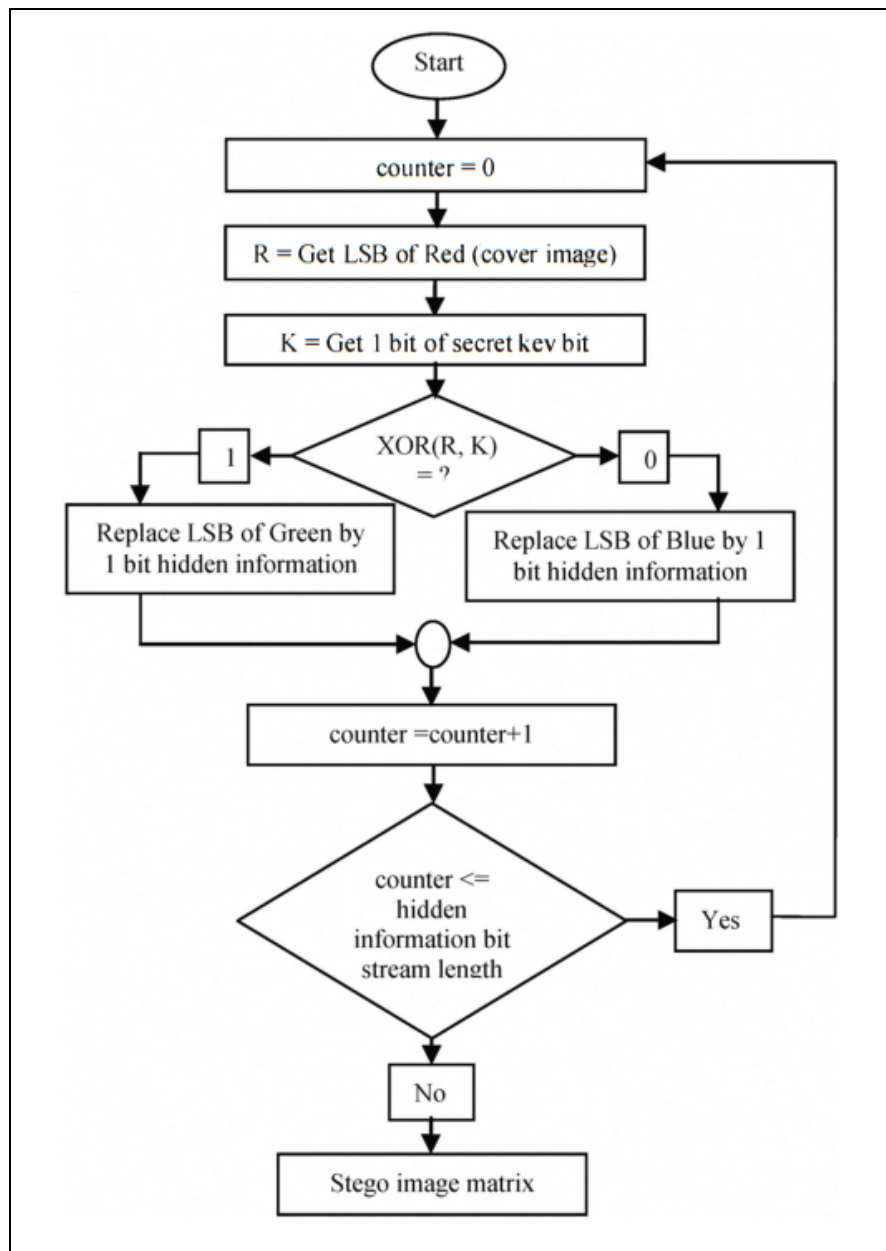 Start
counter = 0
R = Get LSB of Red (cover image)
K = Get 1 bit of secret key bit
XOR(R, K)
= ?
1
0
Replace LSB of Green by
1 bit hidden information
Replace LSB of Blue by 1
bit hidden information
counter =counter+1
counter <=
hidden
information bit
stream length
Yes
No
Stego image matrix